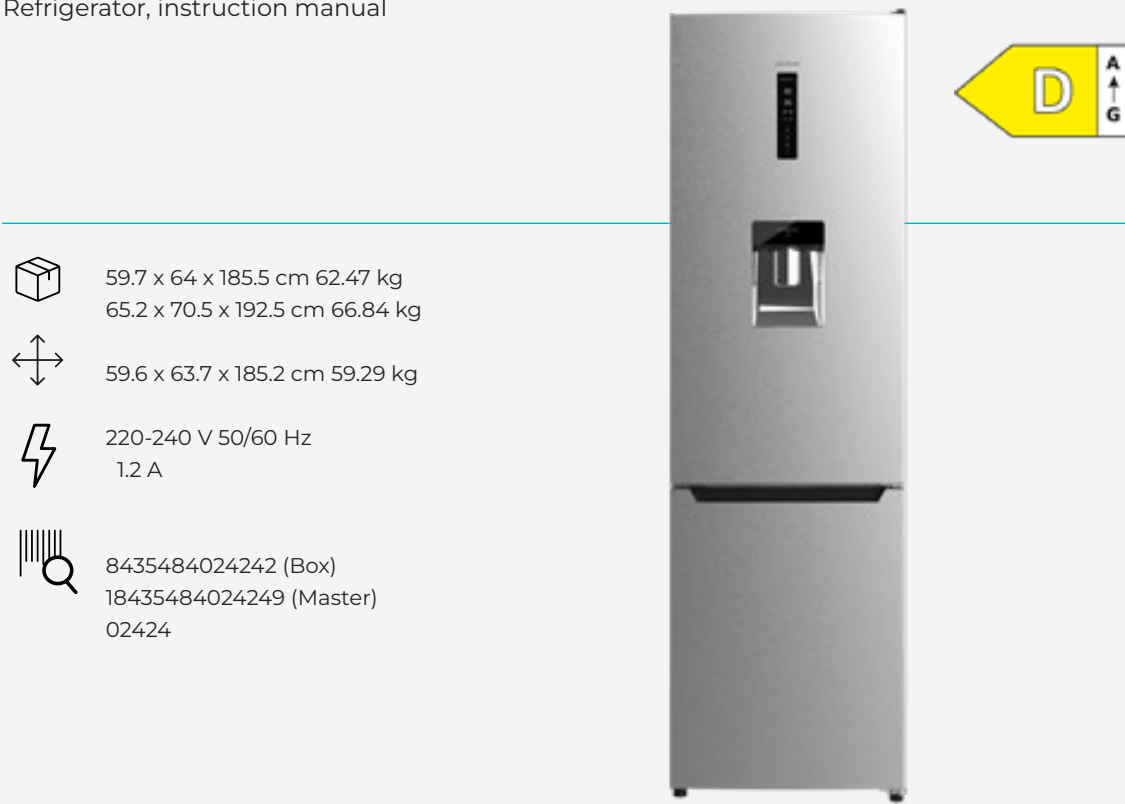 Refrigerator, instruction manual
D
A
G
59.7 x 64 x 185.5 cm 62.47 kg
65.2 x 70.5 x 192.5 cm 66.84 kg
59.6 x 63.7 x 185.2 cm 59.29 kg
220-240 V 50/60 Hz
1.2 A
8435484024242 (Box)
18435484024249 (Master)
02424